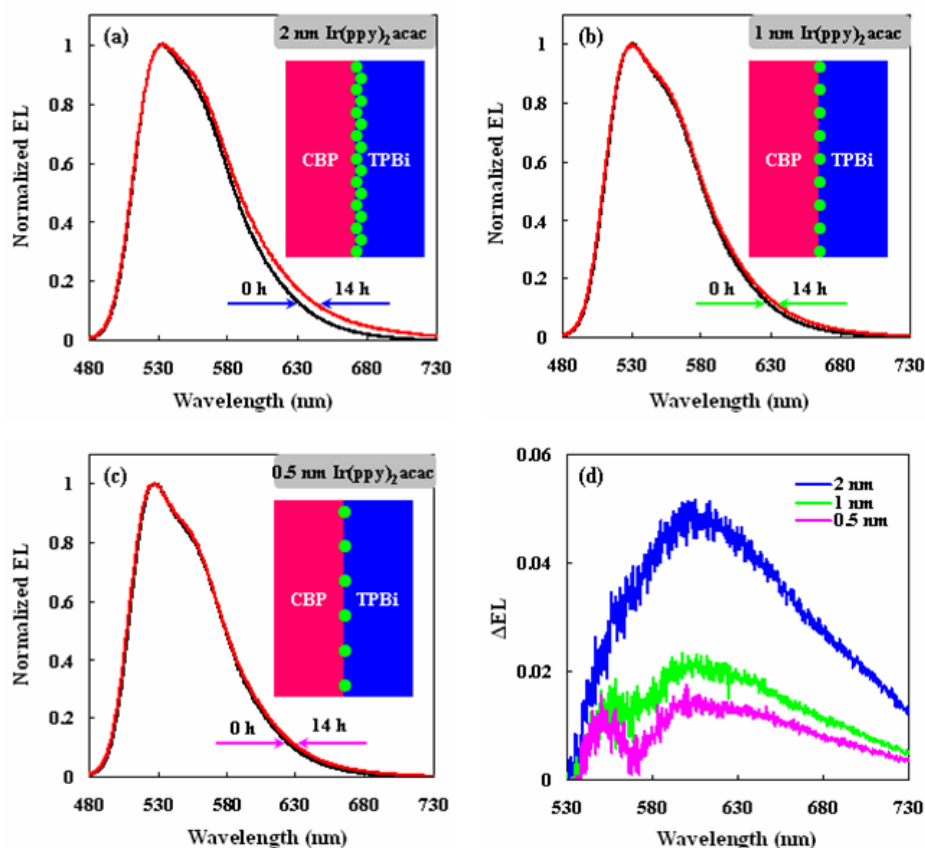 (a)
2 nm Ir(ppy)₂acac
Normalized EL
1
0.8
0.6
0.4
0.2
0
CBP
TPBi
0 h
14 h
480
530
580
630
680
730
Wavelength (nm)
(b)
1 nm Ir(ppy)₂acac
Normalized EL
1
0.8
0.6
0.4
0.2
0
CBP
TPBi
0 h
14 h
480
530
580
630
680
730
Wavelength (nm)
(c)
0.5 nm Ir(ppy)₂acac
Normalized EL
1
0.8
0.6
0.4
0.2
0
CBP
TPBi
0 h
14 h
480
530
580
630
680
730
Wavelength (nm)
(d)
2 nm
1 nm
0.5 nm
ΔEL
0.06
0.04
0.02
0
530
580
630
680
730
Wavelength (nm)